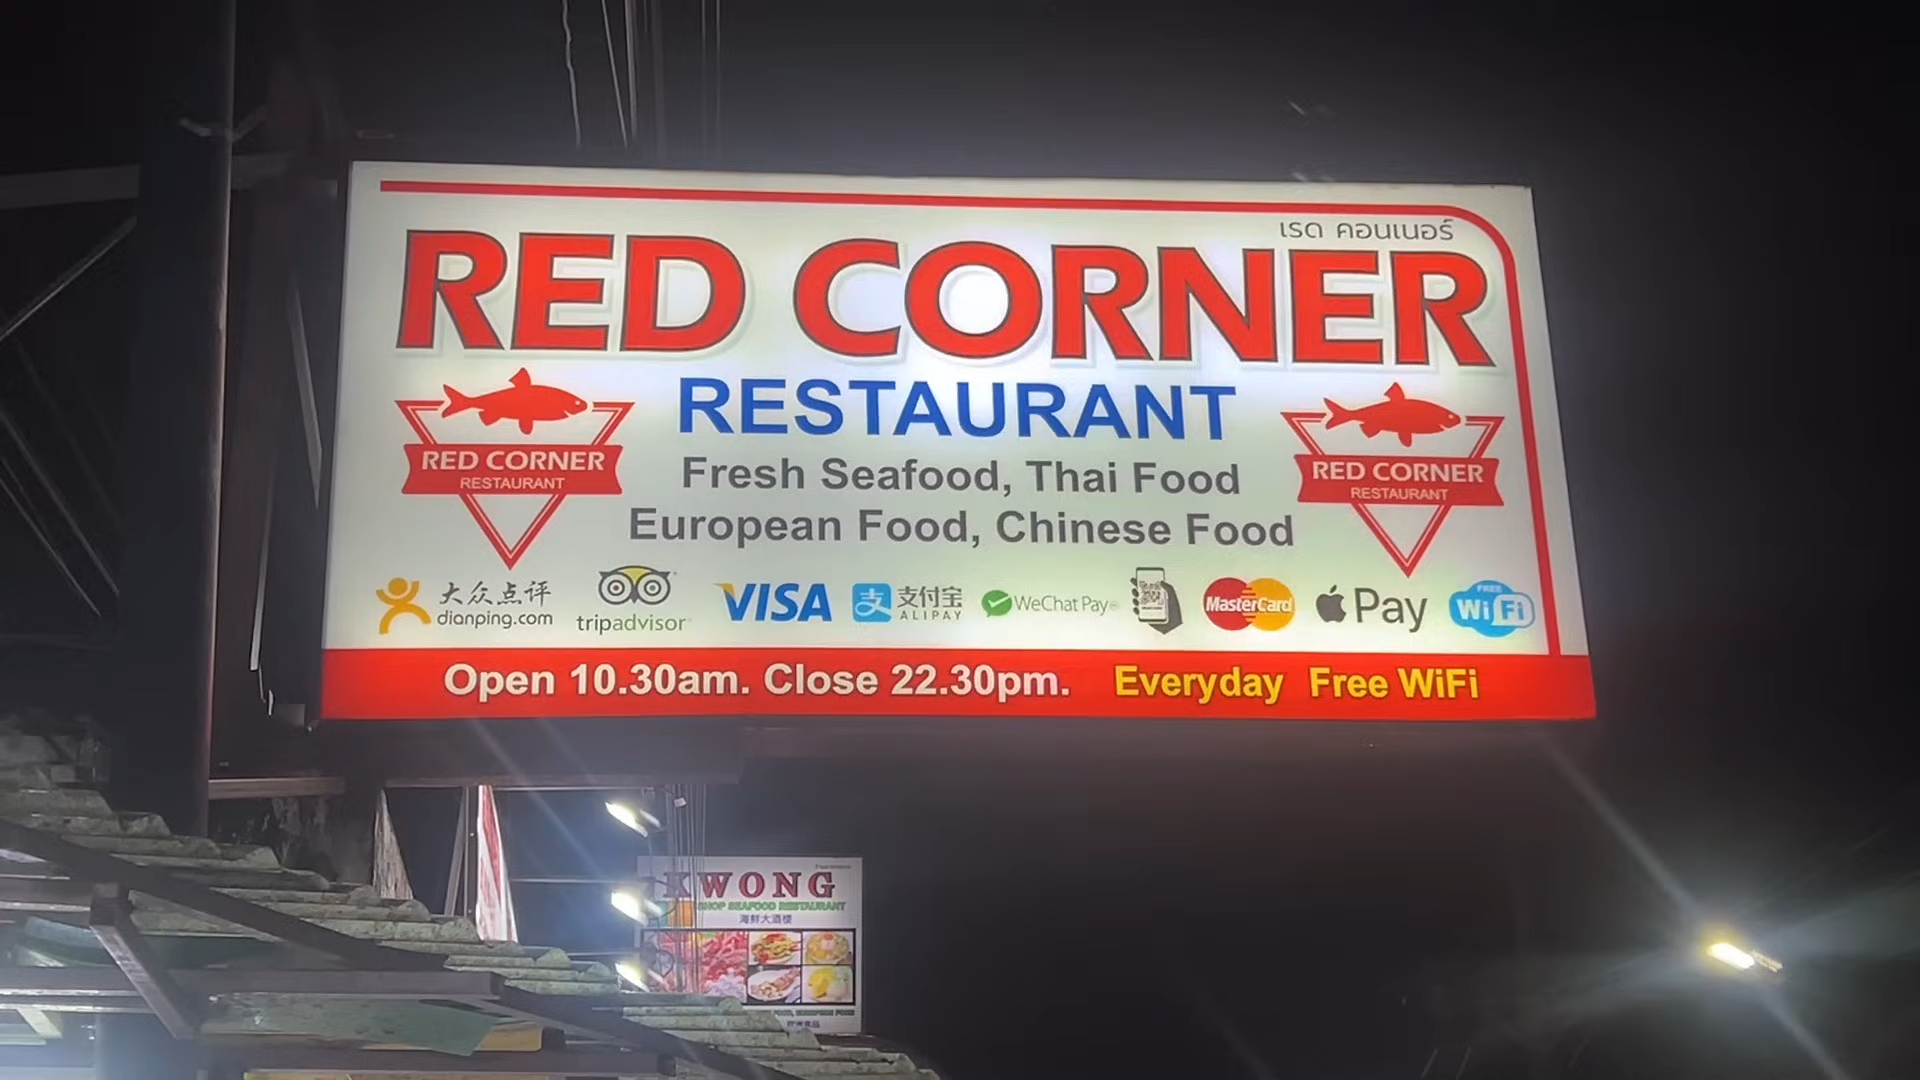 เรด คอนเนอร์
RED CORNER
RESTAURANT
Fresh Seafood, Thai Food
European Food, Chinese Food
RED CORNER
RESTAURANT
RED CORNER
RESTAURANT
大众点评
dianping.com
tripadvisor
VISA
支 支付宝
ALIPAY
WeChat Pay
MasterCard
Pay
FREE
WiFi
Open 10.30am. Close 22.30pm. Everyday Free WiFi
KWONG
SHOP SEAFOOD RESTAURANT
海鲜大酒楼